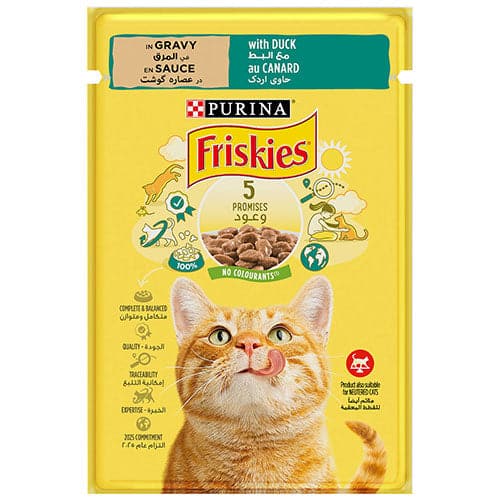 IN GRAVY
في المرق
EN SAUCE
در عصاره گوشت
with DUCK
مع البط
au CANARD
حاوی اردک
PURINA
Friskies
5
PROMISES
وعود
NO COLOURANTS
100%
COMPLETE & BALANCED
متكامل ومتوازن
QUALITY - الجودة
TRACEABILITY
إمكانية التتبع
EXPERTISE - الخبرة
2025 COMMITMENT
التزام عام ٢٠٢٥
Product also suitable
for NEUTERED CATS
ملائم أيضاً
للقطط المعقمة